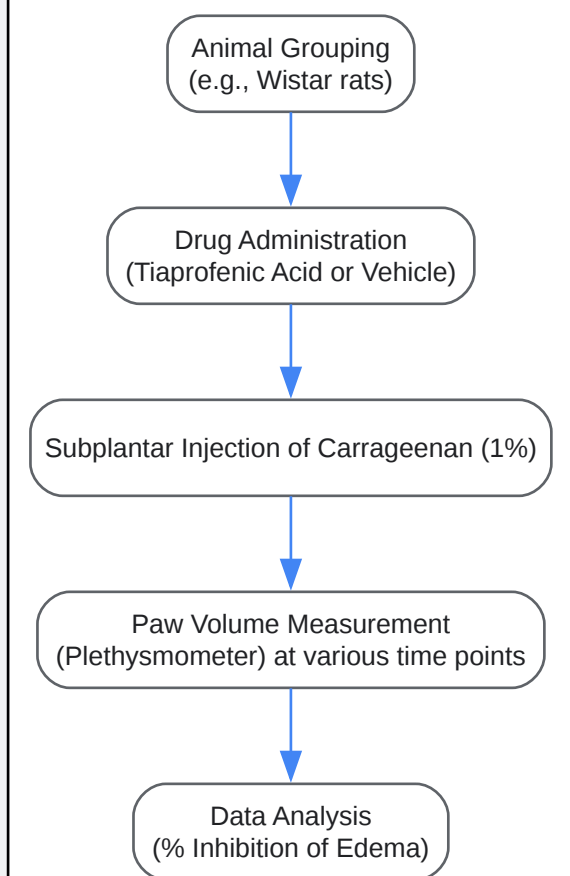 Animal Grouping
(e.g., Wistar rats)
Drug Administration
(Tiaprofenic Acid or Vehicle)
Subplantar Injection of Carrageenan (1%)
Paw Volume Measurement
(Plethysmometer) at various time points
Data Analysis
(% Inhibition of Edema)